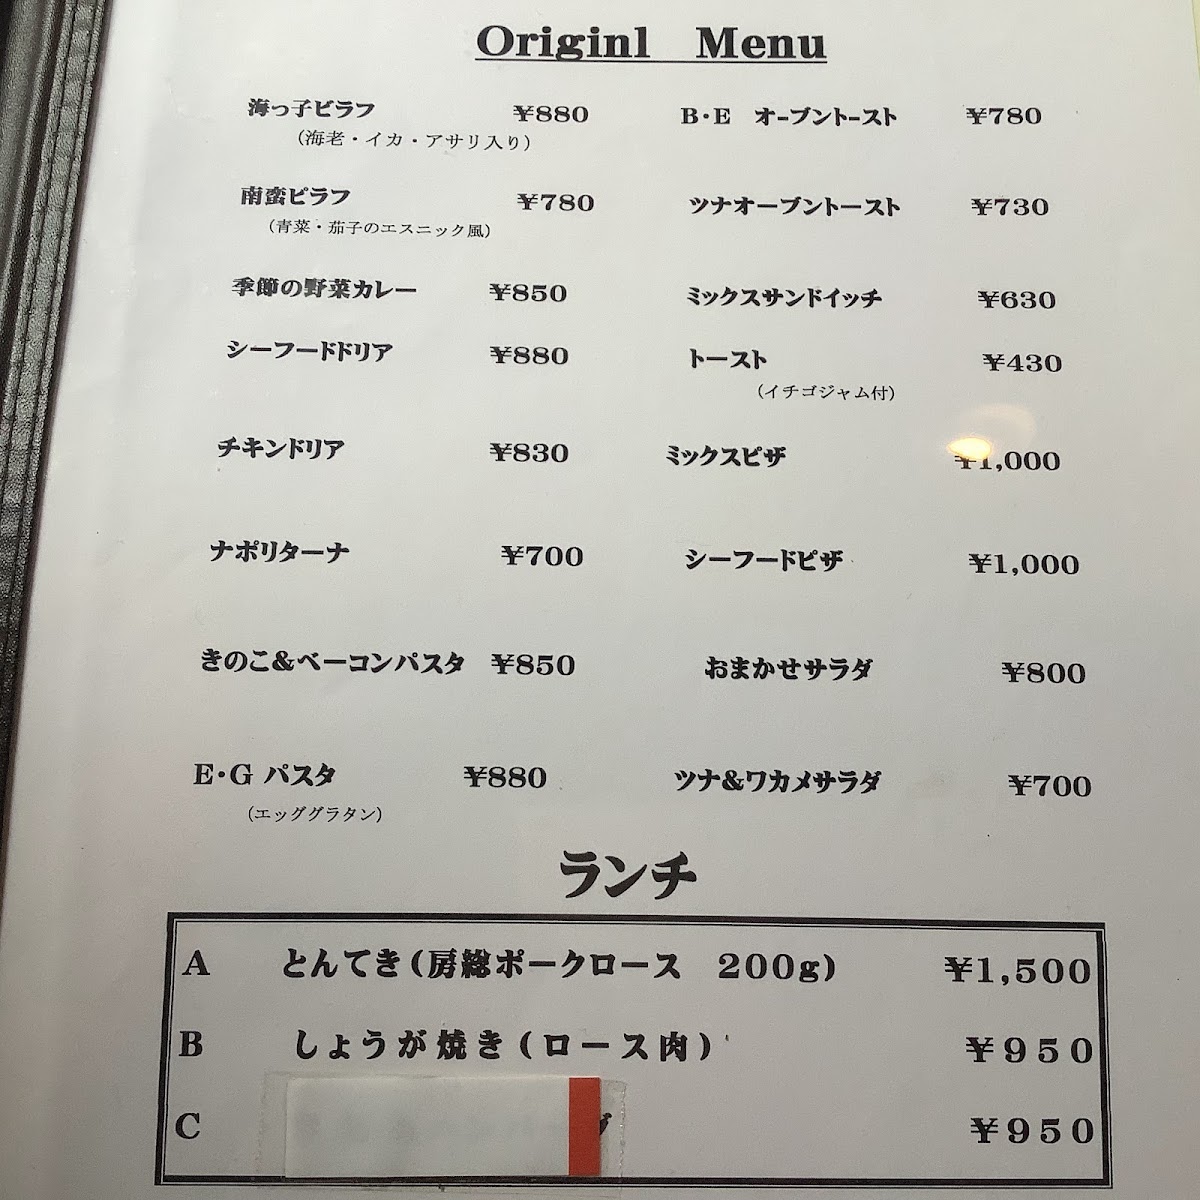 Originl Menu
海っ子ピラフ ¥880
(海老・イカ・アサリ入り)
南蛮ピラフ ¥780
(青菜・茄子のエスニック風)
季節の野菜カレー ¥850
シーフードドリア ¥880
チキンドリア ¥830
ナポリターナ ¥700
きのこ&ベーコンパスタ ¥850
E・G パスタ ¥880
(エッググラタン)
B・E オーブントースト ¥780
ツナオーブントースト ¥730
ミックスサンドイッチ ¥630
トースト ¥430
(イチゴジャム付)
ミックスピザ ¥1,000
シーフードピザ ¥1,000
おまかせサラダ ¥800
ツナ&ワカメサラダ ¥700
ランチ
A とんてき(房総ポークロース 200g) ¥1,500
B しょうが焼き(ロース肉) ¥950
C ¥950